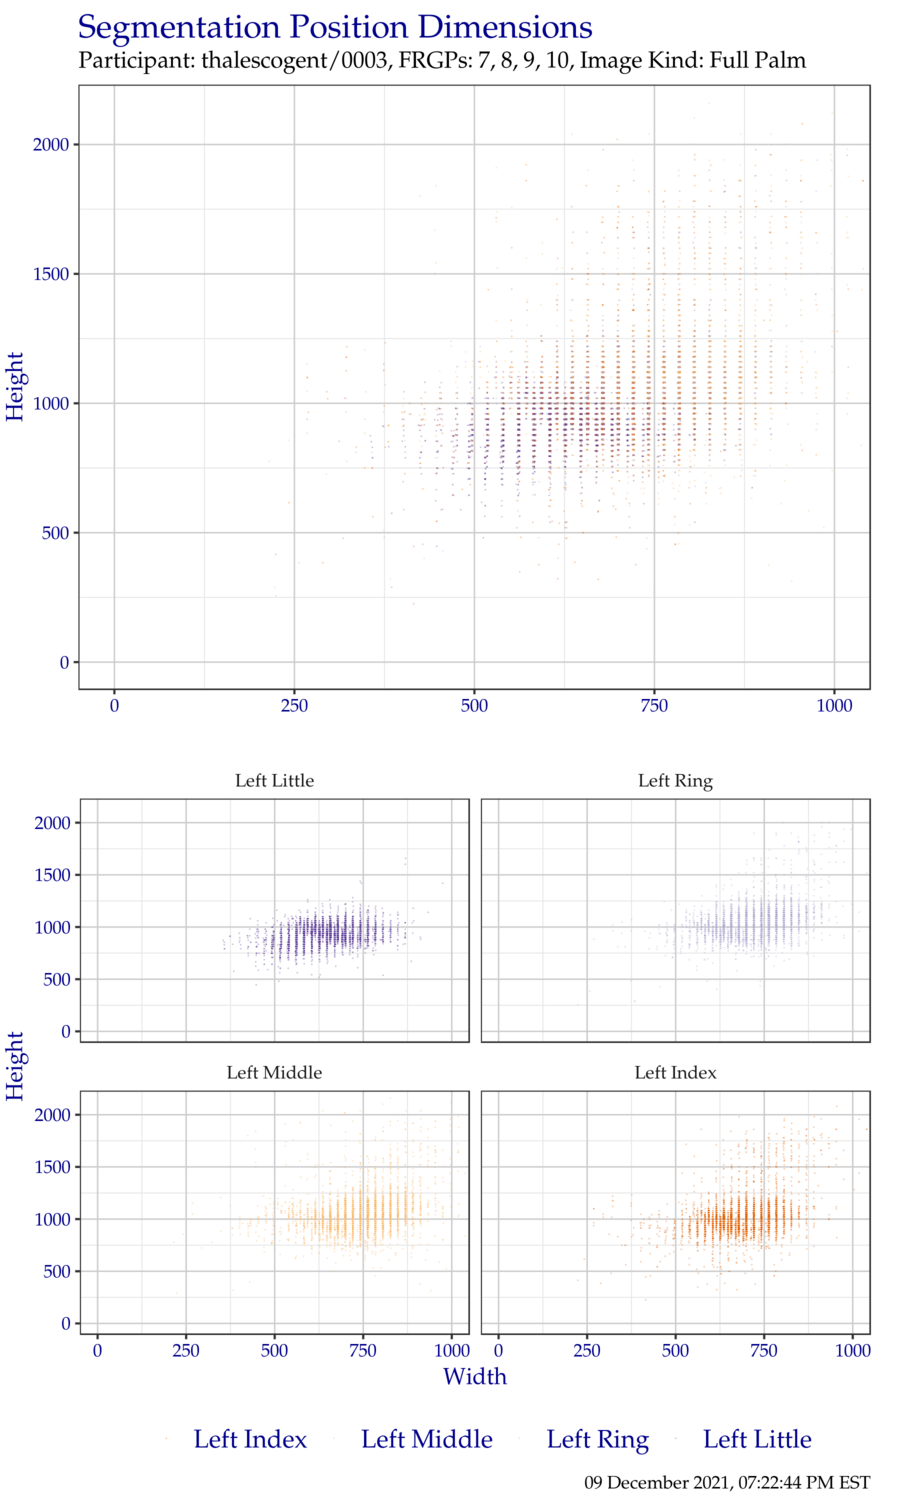 Segmentation Position Dimensions
Participant: thalescogent/0003, FRGPs: 7, 8, 9, 10, Image Kind: Full Palm
2000
1500
1000
500
0
Height
0 250 500 750 1000
Left Little Left Ring
2000
1500
1000
500
0
Height
Left Middle Left Index
2000
1500
1000
500
0
0 250 500 750 1000 0 250 500 750 1000
Width
Left Index Left Middle Left Ring Left Little
09 December 2021, 07:22:44 PM EST